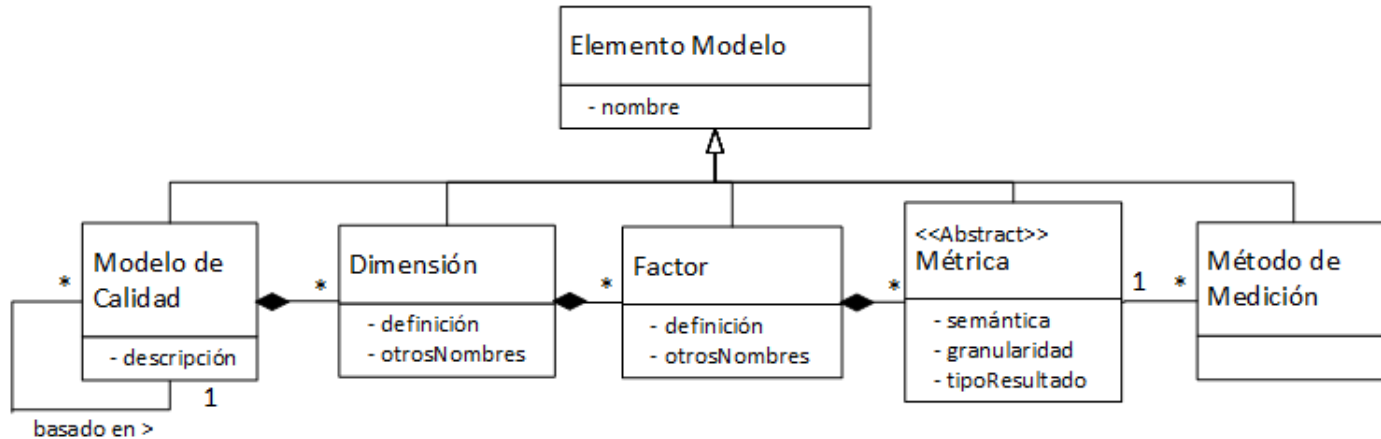 Elemento Modelo
- nombre
Modelo de
Calidad
- descripción
*
1
basado en >
*
Dimensión
- definición
- otrosNombres
*
Factor
- definición
- otrosNombres
*
<<Abstract>>
Métrica
- semántica
- granularidad
- tipoResultado
1
*
Método de
Medición